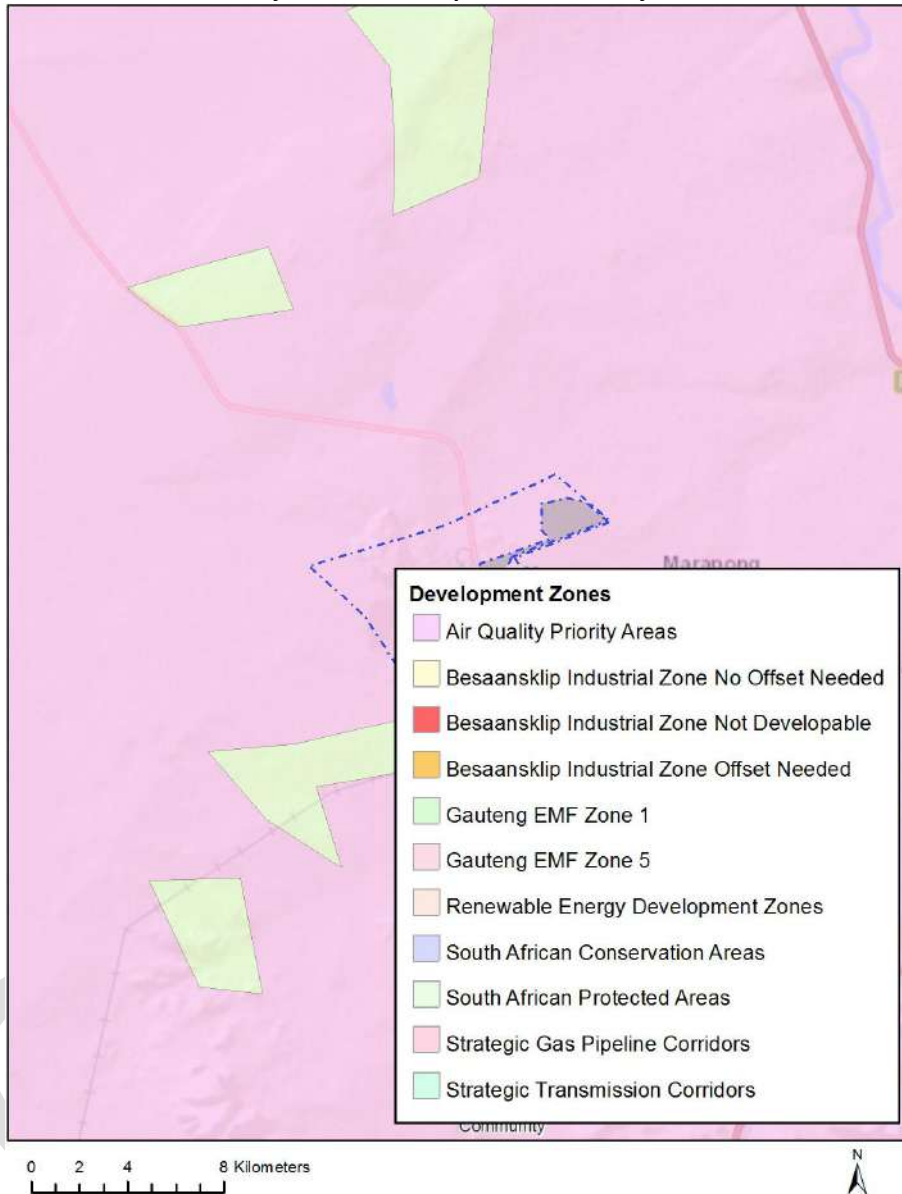 Marapong
Development Zones
Air Quality Priority Areas
Besaansklip Industrial Zone No Offset Needed
Besaansklip Industrial Zone Not Developable
Besaansklip Industrial Zone Offset Needed
Gauteng EMF Zone 1
Gauteng EMF Zone 5
Renewable Energy Development Zones
South African Conservation Areas
South African Protected Areas
Strategic Gas Pipeline Corridors
Strategic Transmission Corridors
Community
0 2 4 8 Kilometers
N